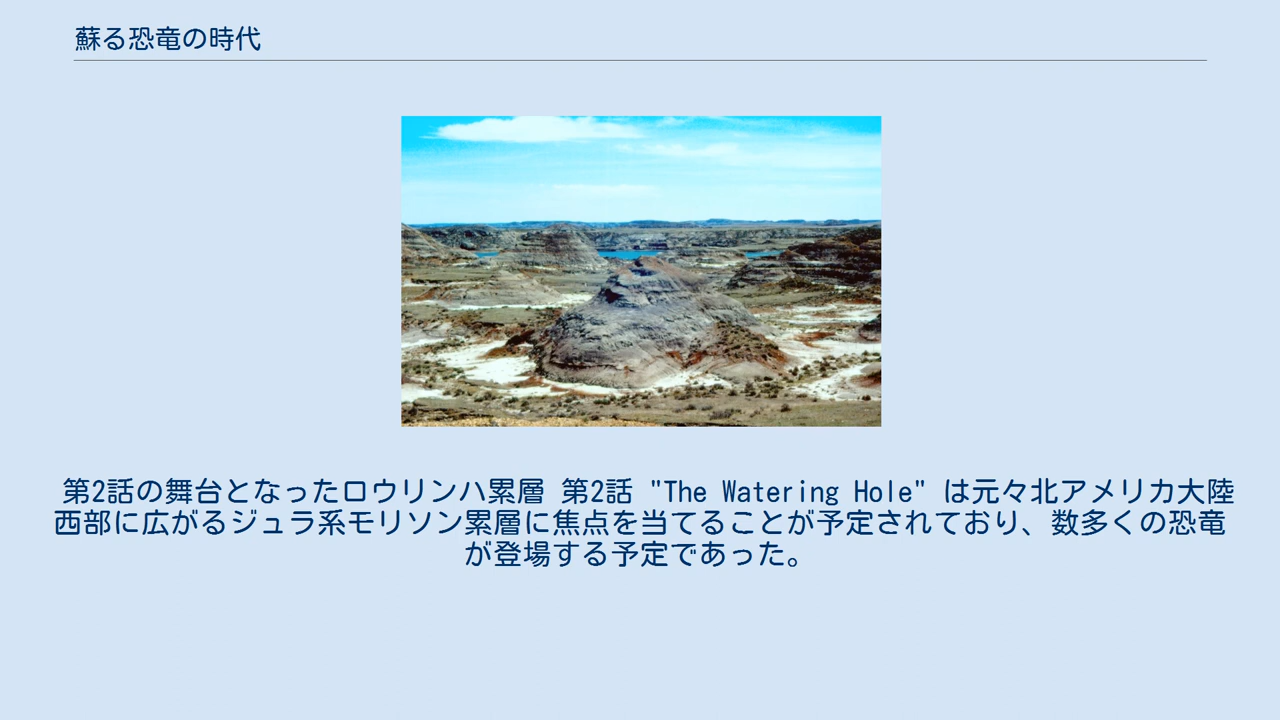 蘇る恐竜の時代
第2話の舞台となったロウリンハ累層 第2話 "The Watering Hole" は元々北アメリカ大陸
西部に広がるジュラ系モリソン累層に焦点を当てることが予定されており、数多くの恐竜
が登場する予定であった。